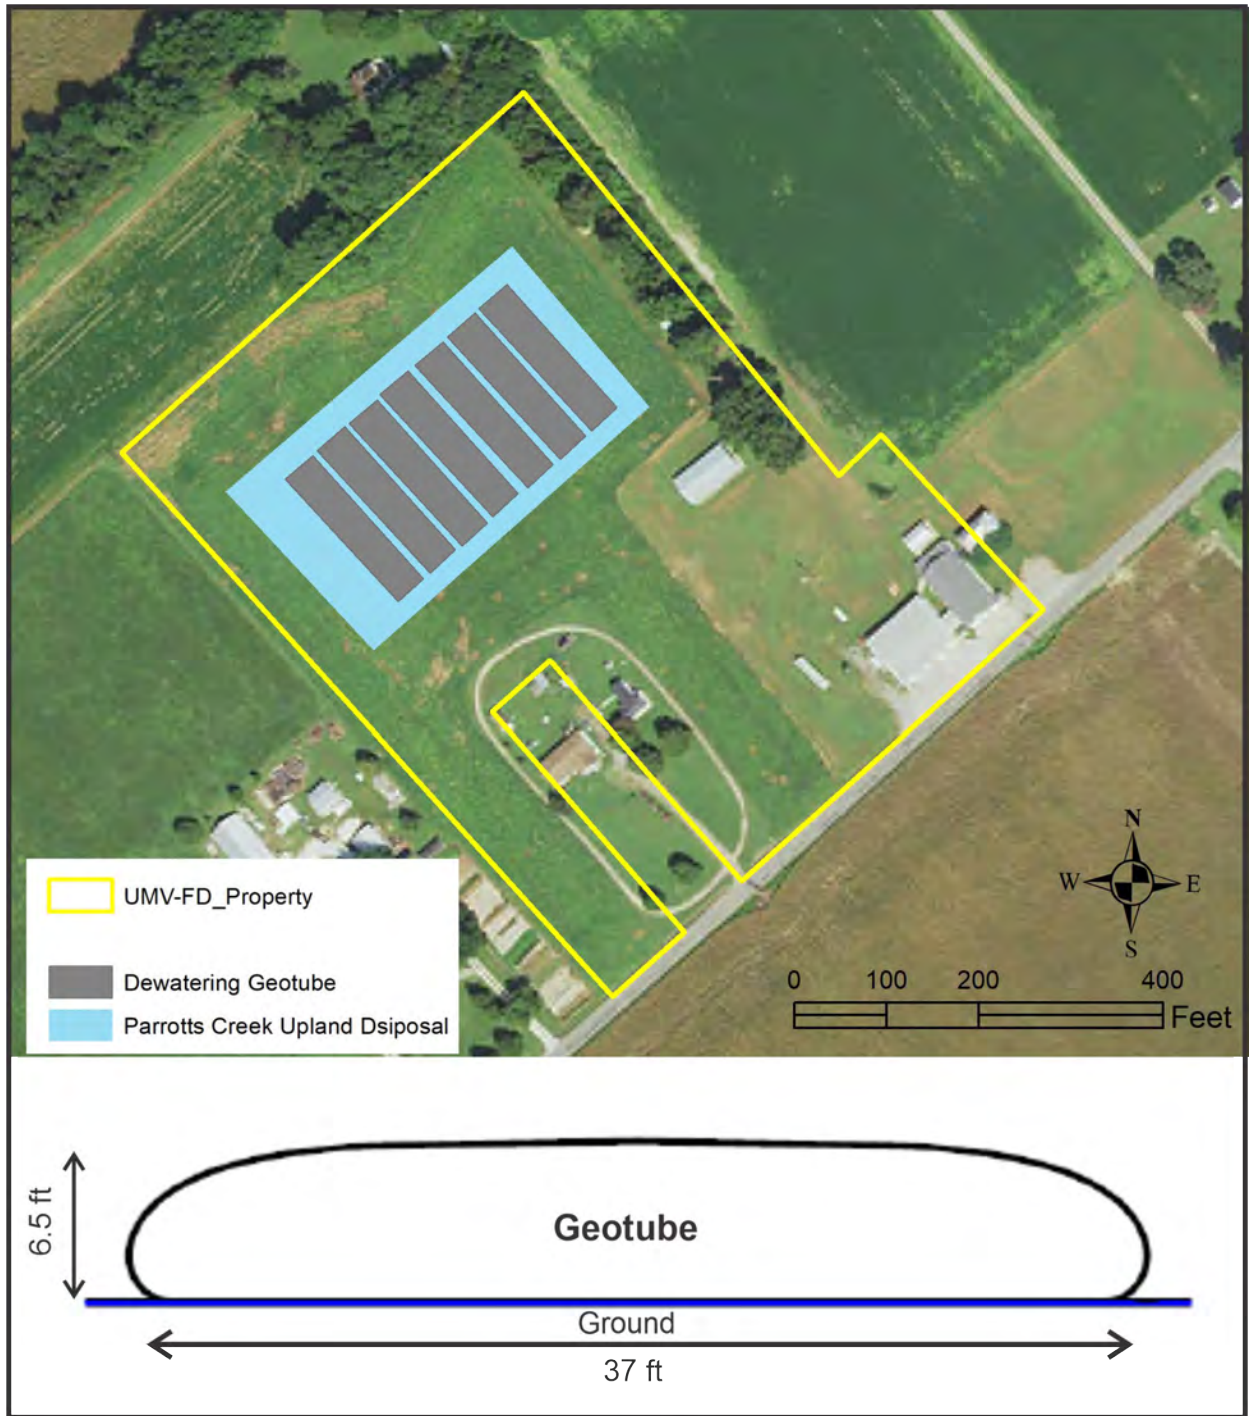 UMV-FD_Property
Dewatering Geotube
Parrotts Creek Upland Dsiposal
N
W E
S
0 100 200 400
Feet
6.5 ft
Geotube
Ground
37 ft